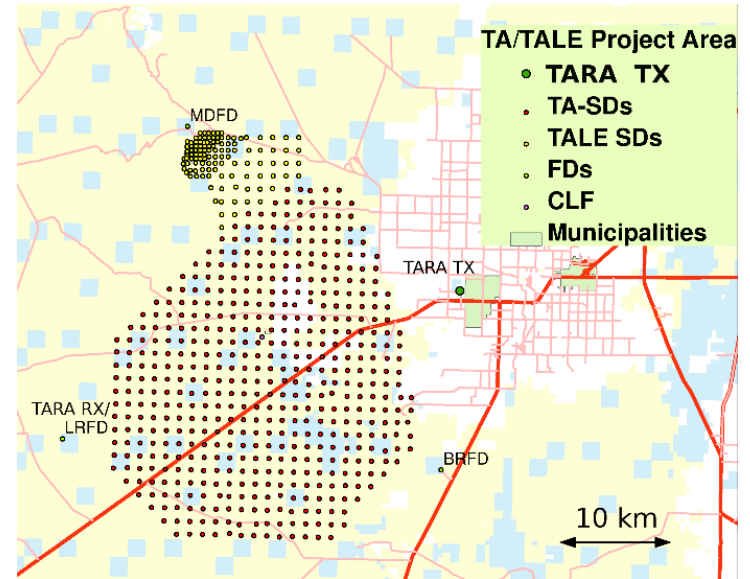 TA/TALE Project Area
TARA TX
TA-SDs
TALE SDs
FDs
CLF
Municipalities
MDFD
TARA TX
TARA RX/
LRFD
BRFD
10 km